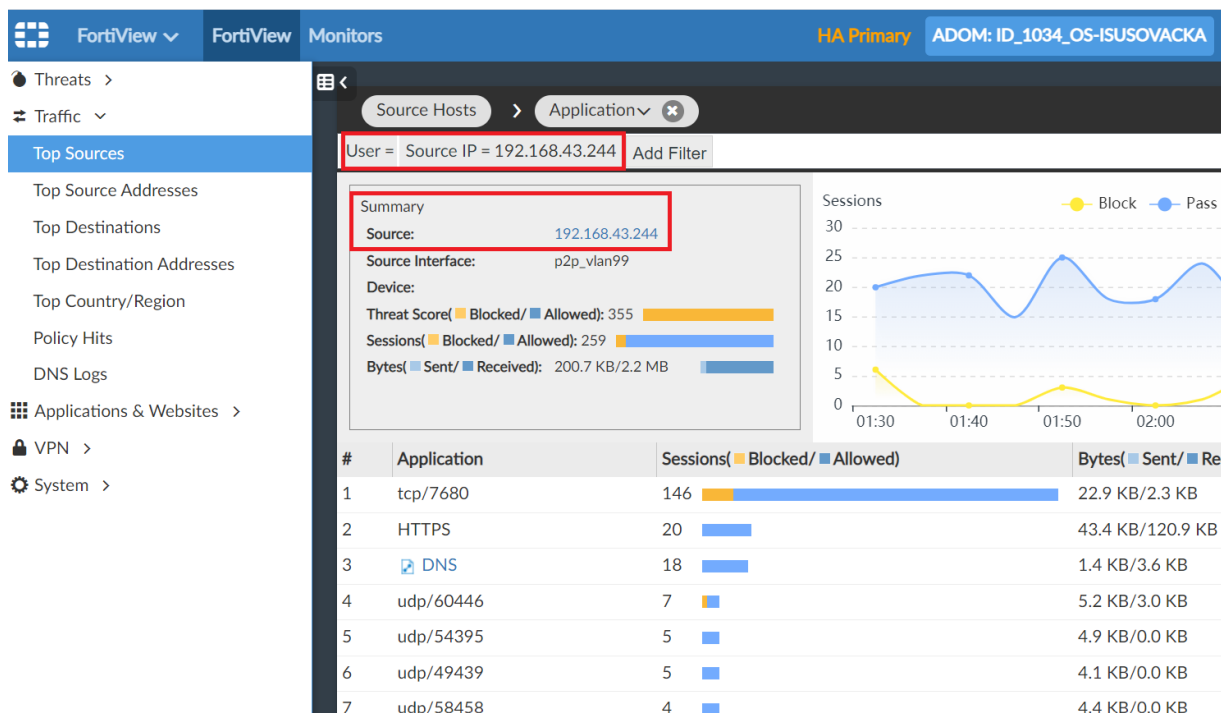 FortiView FortiView Monitors HA Primary ADOM: ID_1034_OS-ISUSOVACKA
Threats
Traffic
Top Sources
Top Source Addresses
Top Destinations
Top Destination Addresses
Top Country/Region
Policy Hits
DNS Logs
Applications & Websites
VPN
System
Source Hosts Application
User = Source IP = 192.168.43.244 Add Filter
Summary
Source: 192.168.43.244
Source Interface: p2p_vlan99
Device:
Threat Score( Blocked/ Allowed): 355
Sessions( Blocked/ Allowed): 259
Bytes( Sent/ Received): 200.7 KB/2.2 MB
Sessions Block Pass
30
25
20
15
10
5
0
01:30 01:40 01:50 02:00
# Application Sessions( Blocked/ Allowed) Bytes( Sent/ Re
1 tcp/7680 146 22.9 KB/2.3 KB
2 HTTPS 20 43.4 KB/120.9 KB
3 DNS 18 1.4 KB/3.6 KB
4 udp/60446 7 5.2 KB/3.0 KB
5 udp/54395 5 4.9 KB/0.0 KB
6 udp/49439 5 4.1 KB/0.0 KB
7 udp/58458 4 4.4 KB/0.0 KB